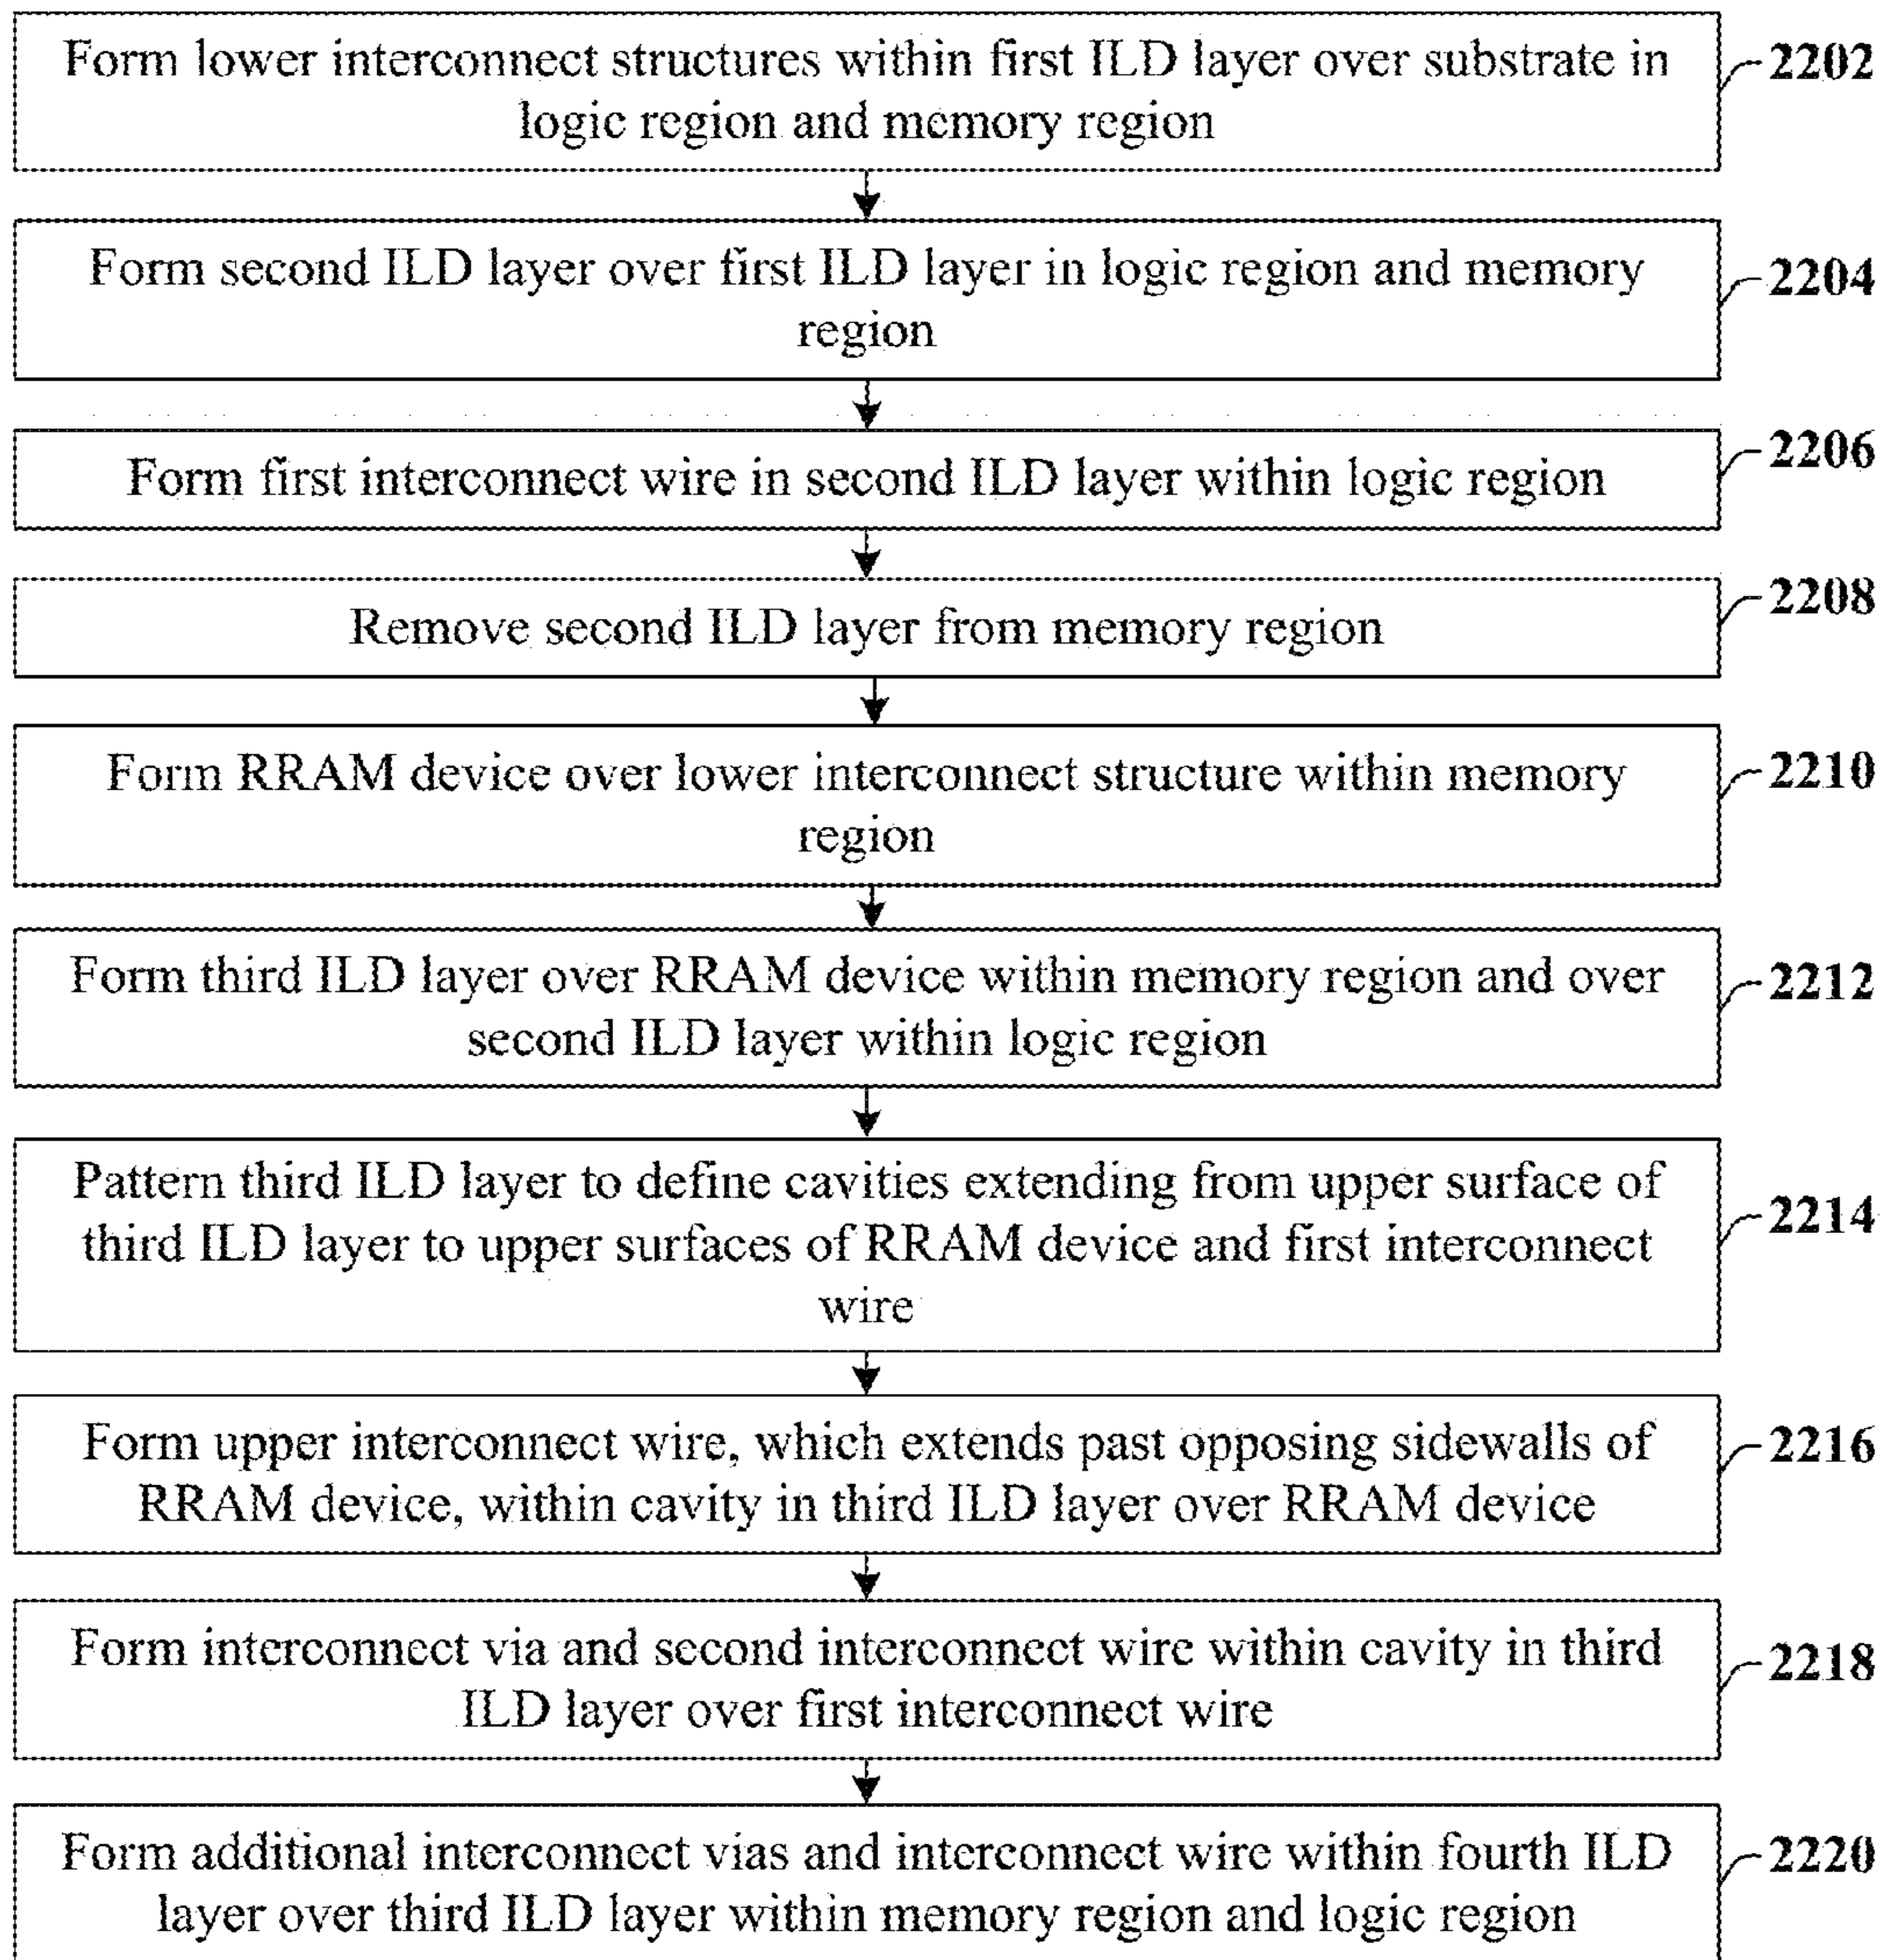 Form lower interconnect structures within first ILD layer over substrate in
logic region and memory region
2202
Form second ILD layer over first ILD layer in logic region and memory
region
2204
Form first interconnect wire in second ILD layer within logic region
2206
Remove second ILD layer from memory region
2208
Form RRAM device over lower interconnect structure within memory
region
2210
Form third ILD layer over RRAM device within memory region and over
second ILD layer within logic region
2212
Pattern third ILD layer to define cavities extending from upper surface of
third ILD layer to upper surfaces of RRAM device and first interconnect
wire
2214
Form upper interconnect wire, which extends past opposing sidewalls of
RRAM device, within cavity in third ILD layer over RRAM device
2216
Form interconnect via and second interconnect wire within cavity in third
ILD layer over first interconnect wire
2218
Form additional interconnect vias and interconnect wire within fourth ILD
layer over third ILD layer within memory region and logic region
2220